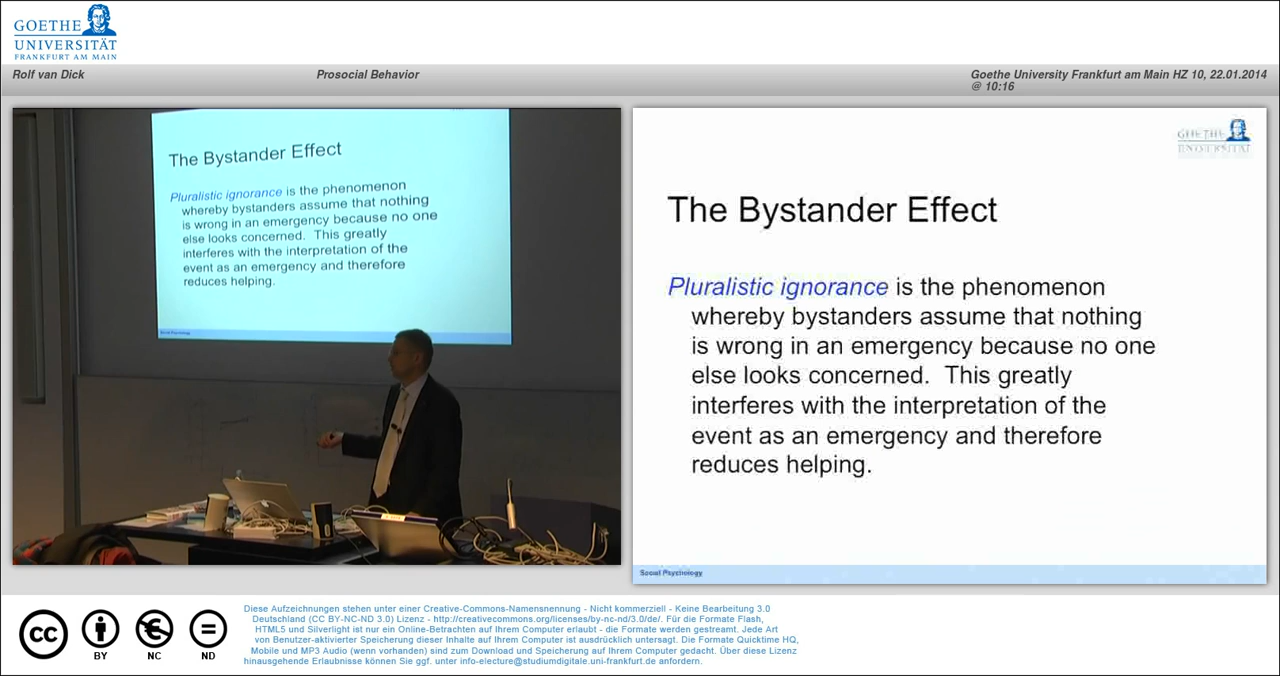 GOETHE
UNIVERSITÄT
FRANKFURT AM MAIN
Rolf van Dick
Prosocial Behavior
Goethe University Frankfurt am Main HZ 10, 22.01.2014
@ 10:16
The Bystander Effect
Pluralistic ignorance is the phenomenon
whereby bystanders assume that nothing
is wrong in an emergency because no one
else looks concerned. This greatly
interferes with the interpretation of the
event as an emergency and therefore
reduces helping.
Social Psychology
GOETHE
UNIVERSITÄT
The Bystander Effect
Pluralistic ignorance is the phenomenon
whereby bystanders assume that nothing
is wrong in an emergency because no one
else looks concerned. This greatly
interferes with the interpretation of the
event as an emergency and therefore
reduces helping.
Social Psychology
cc
BY
NC
ND
Diese Aufzeichnungen stehen unter einer Creative-Commons-Namensnennung - Nicht kommerziell - Keine Bearbeitung 3.0
Deutschland (CC BY-NC-ND 3.0) Lizenz - http://creativecommons.org/licenses/by-nc-nd/3.0/de/. Für die Formate Flash,
HTML5 und Silverlight ist nur ein Online-Betrachten auf Ihrem Computer erlaubt - die Formate werden gestreamt. Jede Art
von Benutzer-aktivierter Speicherung dieser Inhalte auf Ihrem Computer ist ausdrücklich untersagt. Die Formate Quicktime HQ,
Mobile und MP3 Audio (wenn vorhanden) sind zum Download und Speicherung auf Ihrem Computer gedacht. Über diese Lizenz
hinausgehende Erlaubnisse können Sie ggf. unter info-electure@studiumdigitale.uni-frankfurt.de anfordern.